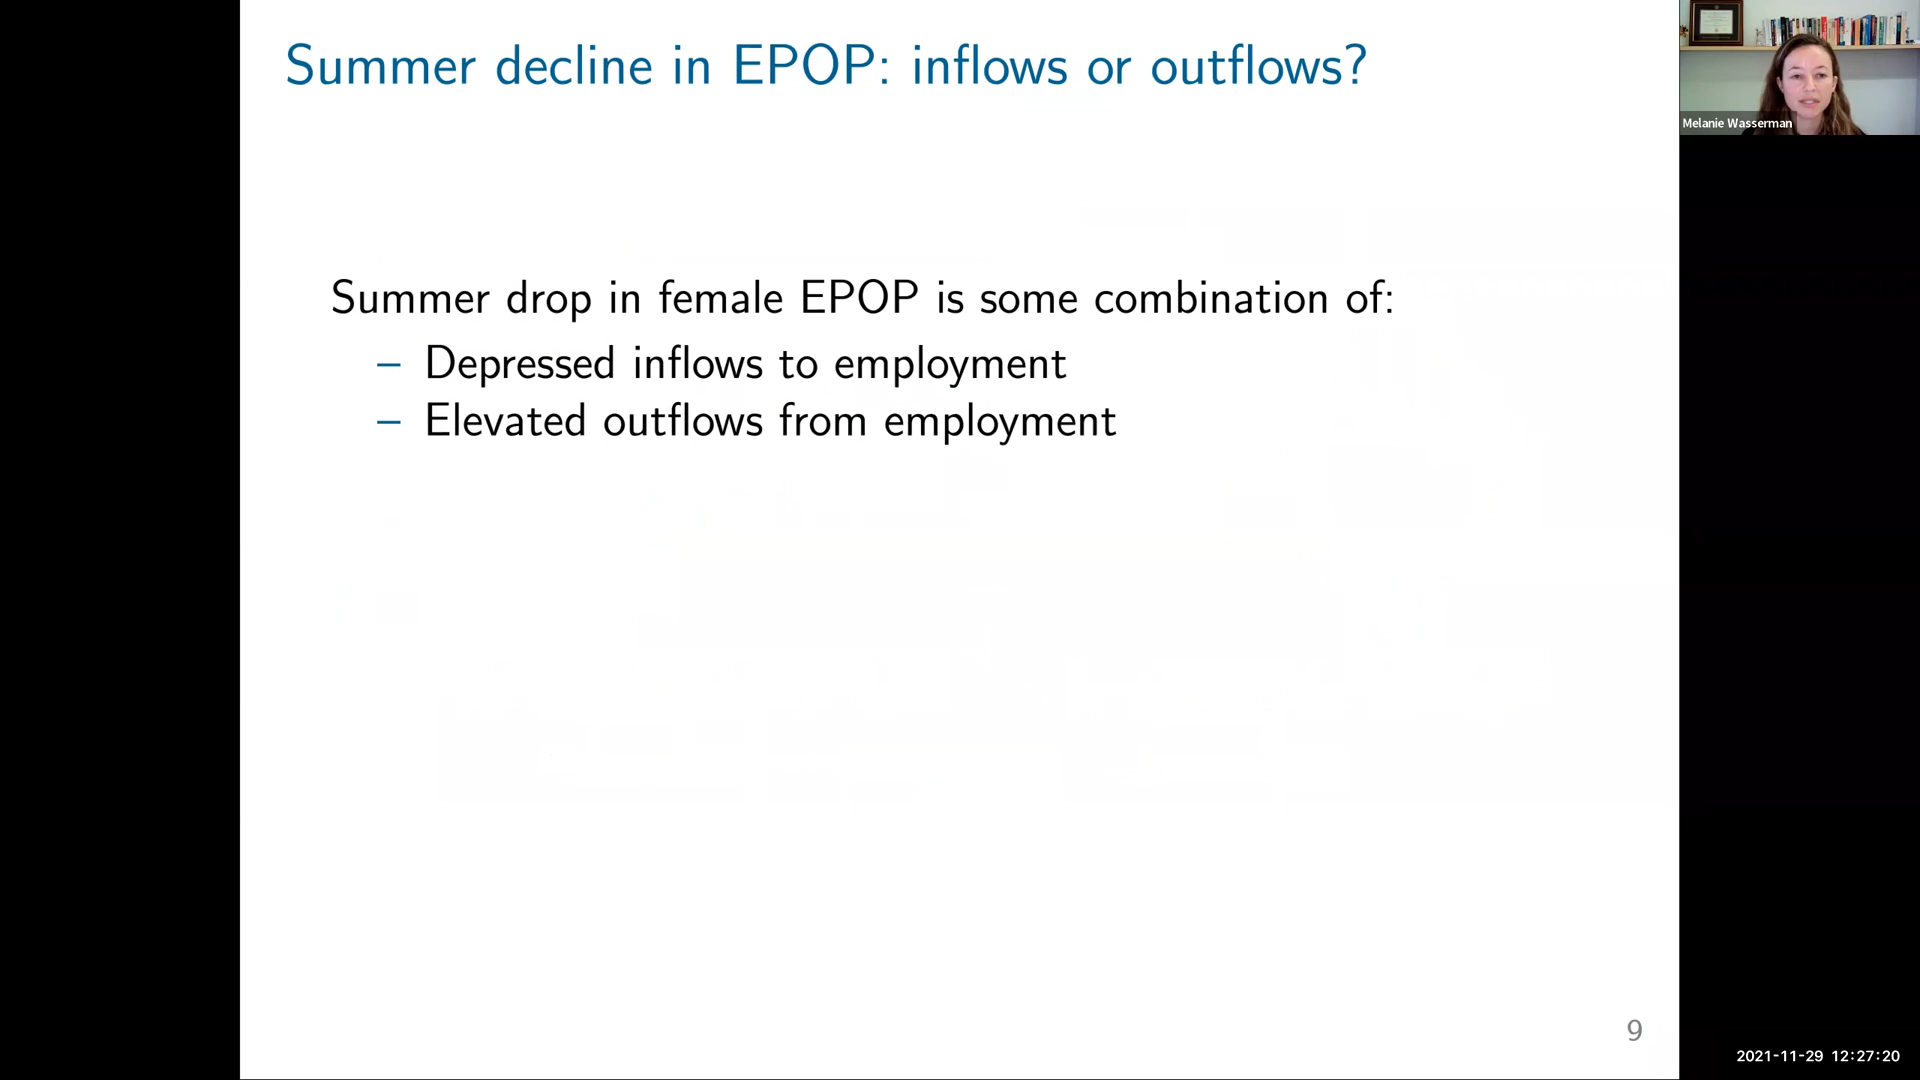 Summer decline in EPOP: inflows or outflows?
Melanie Wasserman
Summer drop in female EPOP is some combination of:
– Depressed inflows to employment
– Elevated outflows from employment
9
2021-11-29 12:27:20